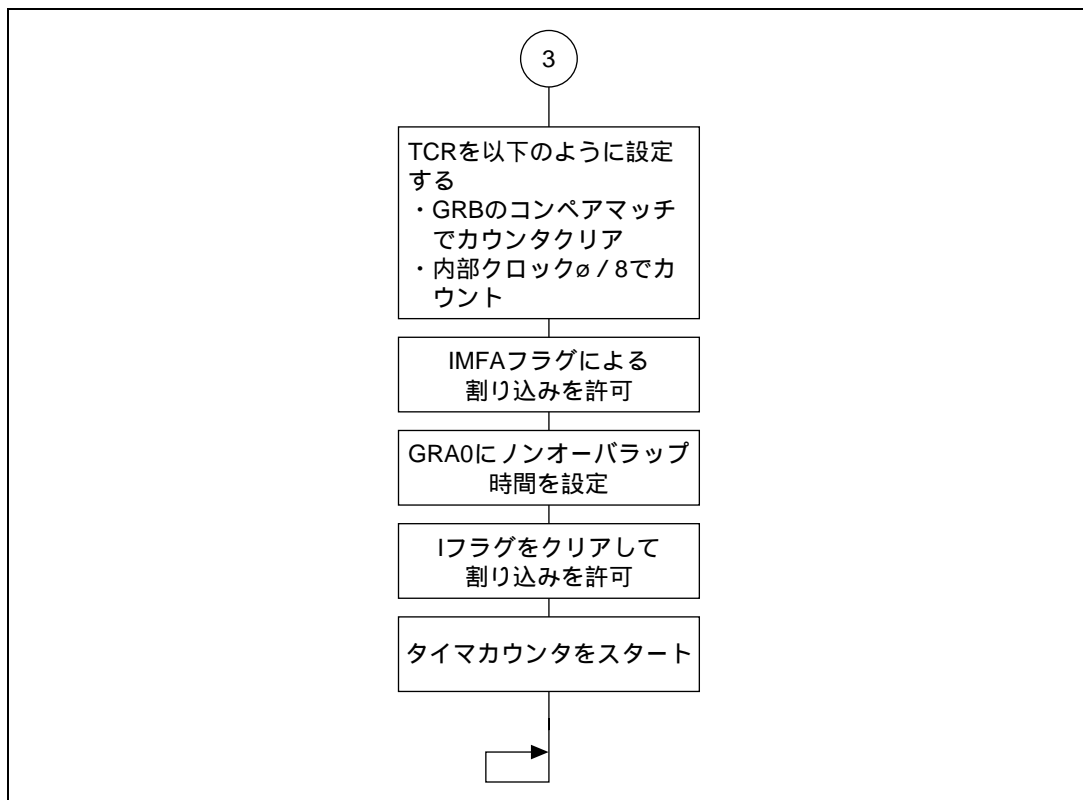 3
TCRを以下のように設定
する
・GRBのコンペアマッチ
でカウンタクリア
・内部クロックø / 8でカ
ウント
IMFAフラグによる
割り込みを許可
GRA0にノンオーバラップ
時間を設定
Iフラグをクリアして
割り込みを許可
タイマカウンタをスタート